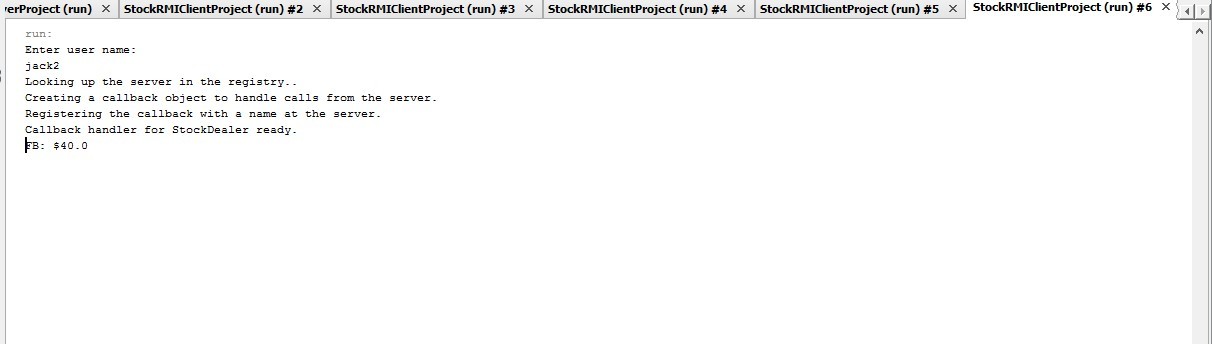 verProject (run) StockRMIClientProject (run) #2 StockRMIClientProject (run) #3 StockRMIClientProject (run) #4 StockRMIClientProject (run) #5 StockRMIClientProject (run) #6
run:
Enter user name:
jack2
Looking up the server in the registry..
Creating a callback object to handle calls from the server.
Registering the callback with a name at the server.
Callback handler for StockDealer ready.
FB: $40.0